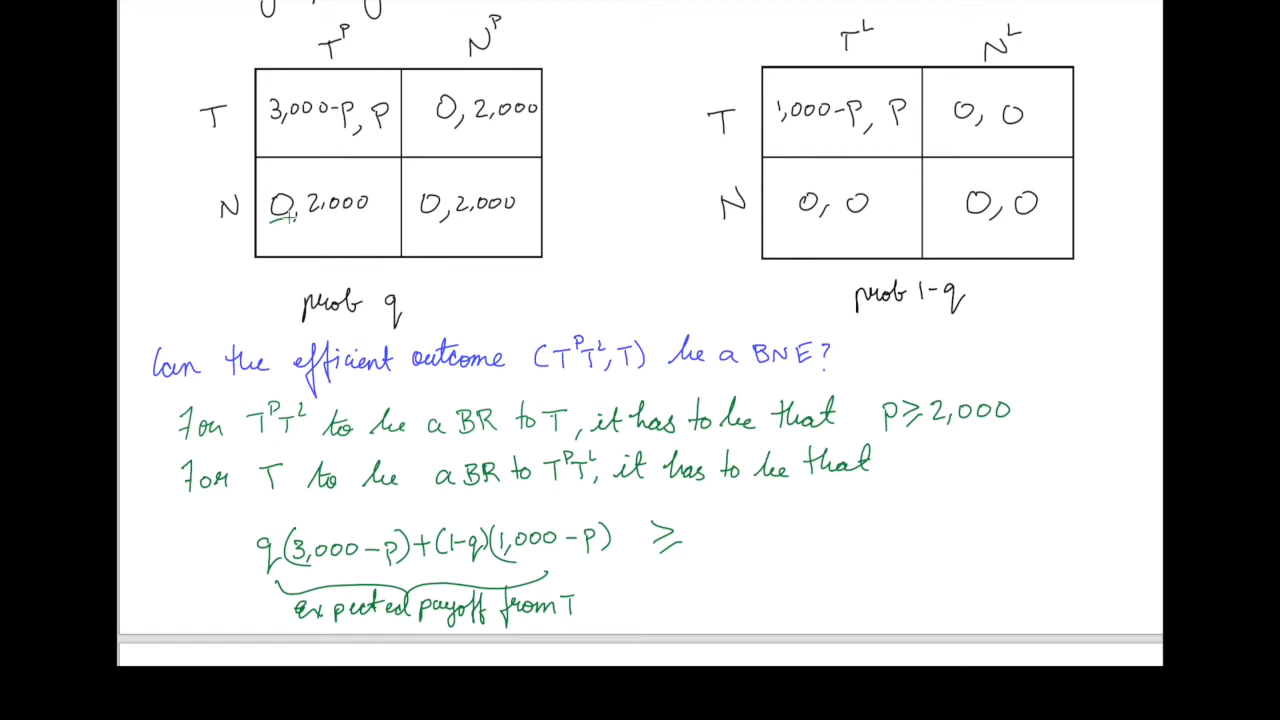 T^P N^P
T 3,000-P, P 0, 2,000
N 0, 2,000 0, 2,000
prob q
T^L N^L
T 1,000-P, P 0, 0
N 0, 0 0, 0
prob 1-q
Can the efficient outcome (T^P T^L, T) be a BNE?
For T^P T^L to be a BR to T, it has to be that P ≥ 2,000
For T to be a BR to T^P T^L, it has to be that
q(3,000-P)+(1-q)(1,000-P) ≥
expected payoff from T